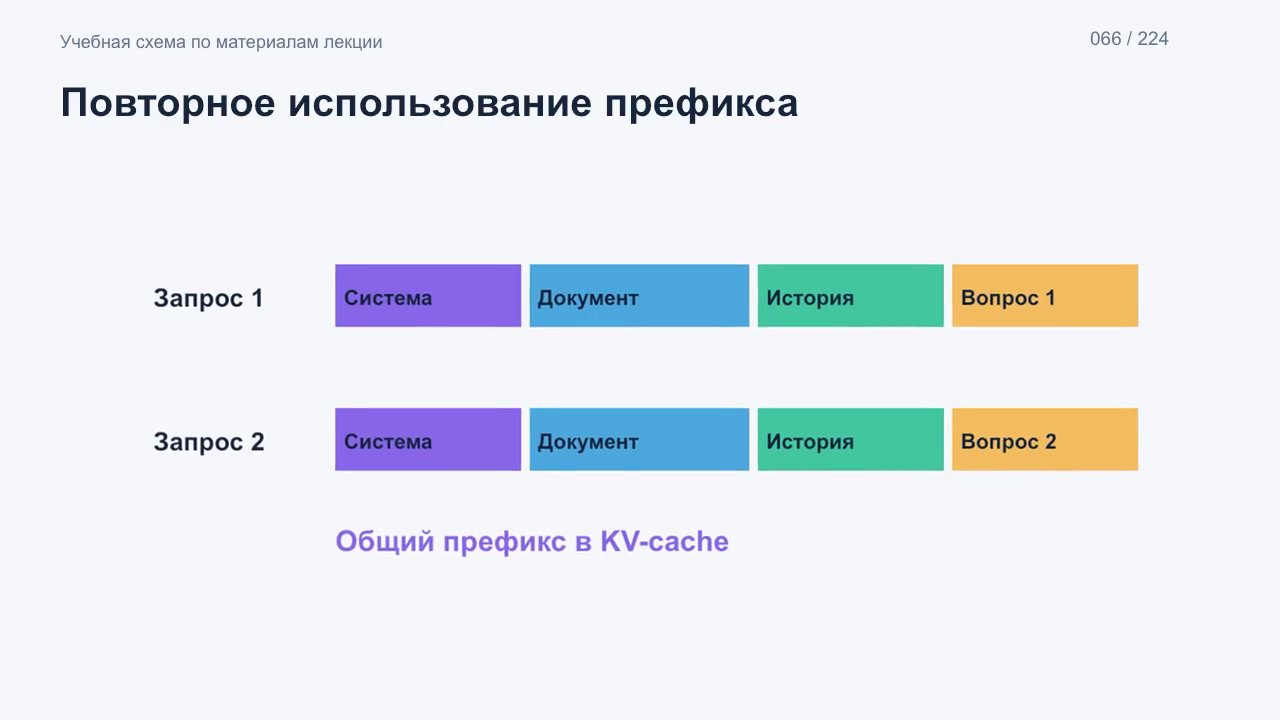 Учебная схема по материалам лекции
066 / 224
Повторное использование префикса
Запрос 1 Система Документ История Вопрос 1
Запрос 2 Система Документ История Вопрос 2
Общий префикс в KV-cache